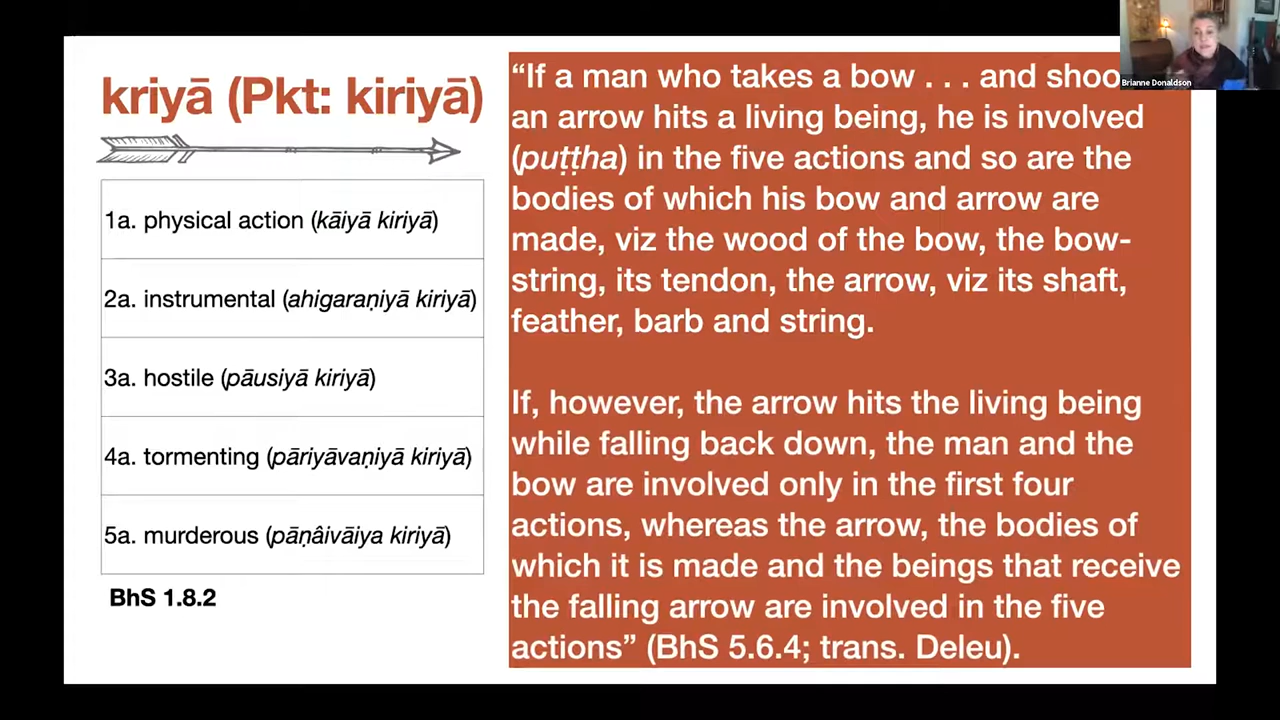 kriyā (Pkt: kiriyā)
1a. physical action (kāiyā kiriyā)
2a. instrumental (ahigaraṇiyā kiriyā)
3a. hostile (pāusiyā kiriyā)
4a. tormenting (pāriyāvaṇiyā kiriyā)
5a. murderous (pāṇâivāiya kiriyā)
BhS 1.8.2
“If a man who takes a bow . . . and shoo
an arrow hits a living being, he is involved
(puṭṭha) in the five actions and so are the
bodies of which his bow and arrow are
made, viz the wood of the bow, the bow-
string, its tendon, the arrow, viz its shaft,
feather, barb and string.
If, however, the arrow hits the living being
while falling back down, the man and the
bow are involved only in the first four
actions, whereas the arrow, the bodies of
which it is made and the beings that receive
the falling arrow are involved in the five
actions” (BhS 5.6.4; trans. Deleu).
Brianne Donaldson